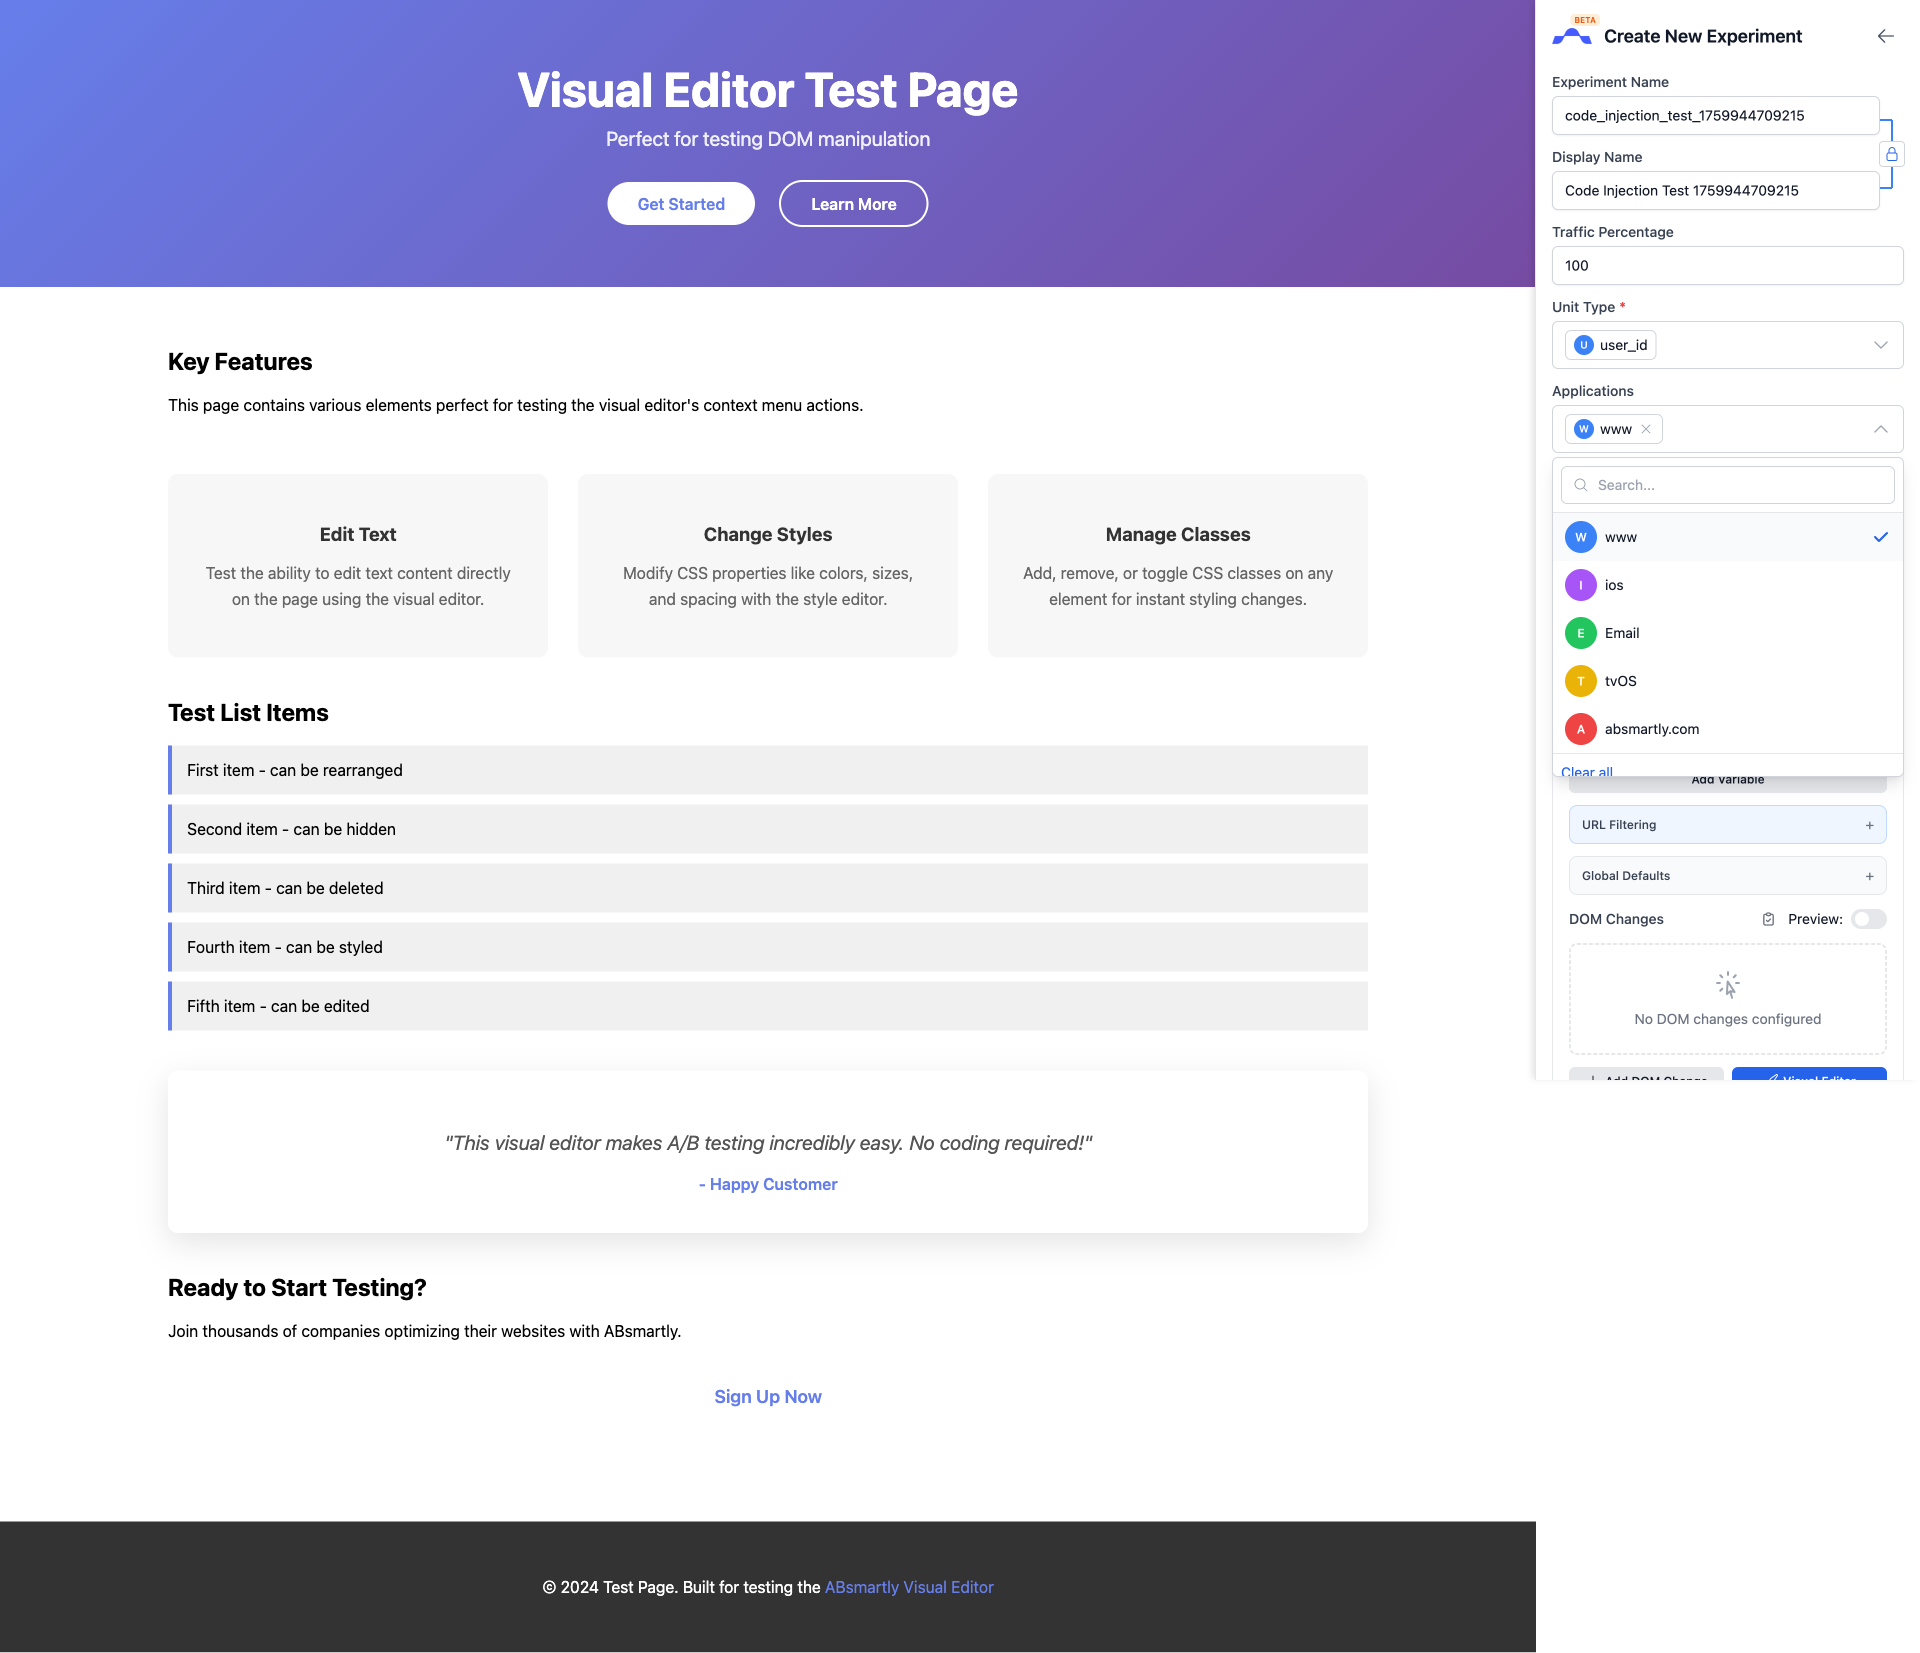 Visual Editor Test Page
Perfect for testing DOM manipulation
Get Started
Learn More
Key Features
This page contains various elements perfect for testing the visual editor's context menu actions.
Edit Text
Test the ability to edit text content directly
on the page using the visual editor.
Change Styles
Modify CSS properties like colors, sizes,
and spacing with the style editor.
Manage Classes
Add, remove, or toggle CSS classes on any
element for instant styling changes.
Test List Items
First item - can be rearranged
Second item - can be hidden
Third item - can be deleted
Fourth item - can be styled
Fifth item - can be edited
"This visual editor makes A/B testing incredibly easy. No coding required!"
- Happy Customer
Ready to Start Testing?
Join thousands of companies optimizing their websites with ABsmartly.
Sign Up Now
© 2024 Test Page. Built for testing the ABsmartly Visual Editor
BETA
Create New Experiment
Experiment Name
code_injection_test_1759944709215
Display Name
Code Injection Test 1759944709215
Traffic Percentage
100
Unit Type *
U user_id
Applications
W www
Search...
W www
I ios
E Email
T tvOS
A absmartly.com
Clear all
Add Variable
URL Filtering +
Global Defaults +
DOM Changes
Preview:
No DOM changes configured
Add DOM Change
Visual Editor